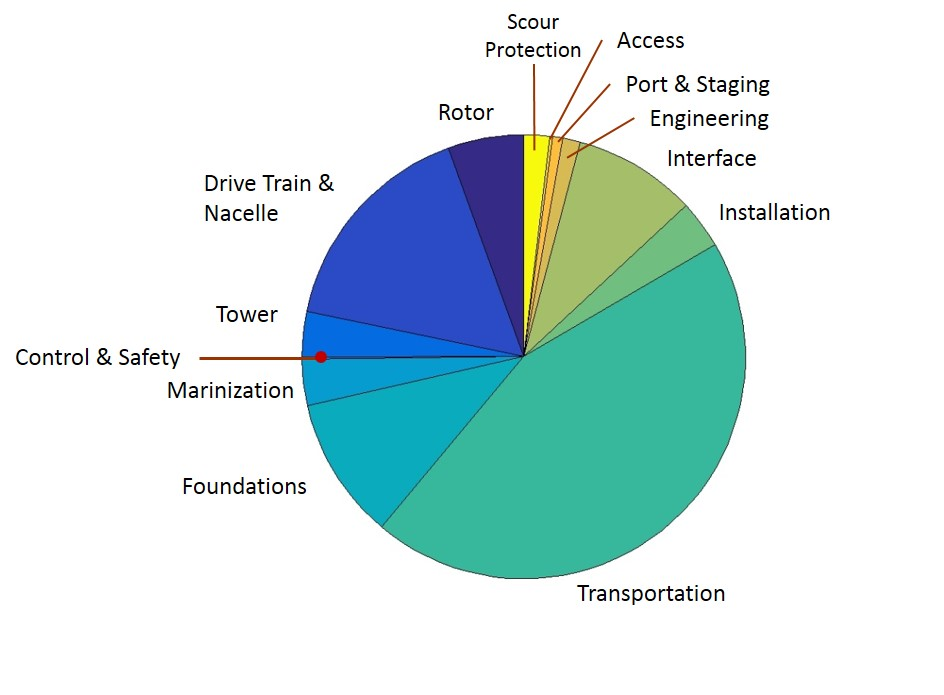 Scour
Protection
Access
Port & Staging
Engineering
Rotor
Interface
Drive Train &
Nacelle
Installation
Tower
Control & Safety
Marinization
Foundations
Transportation